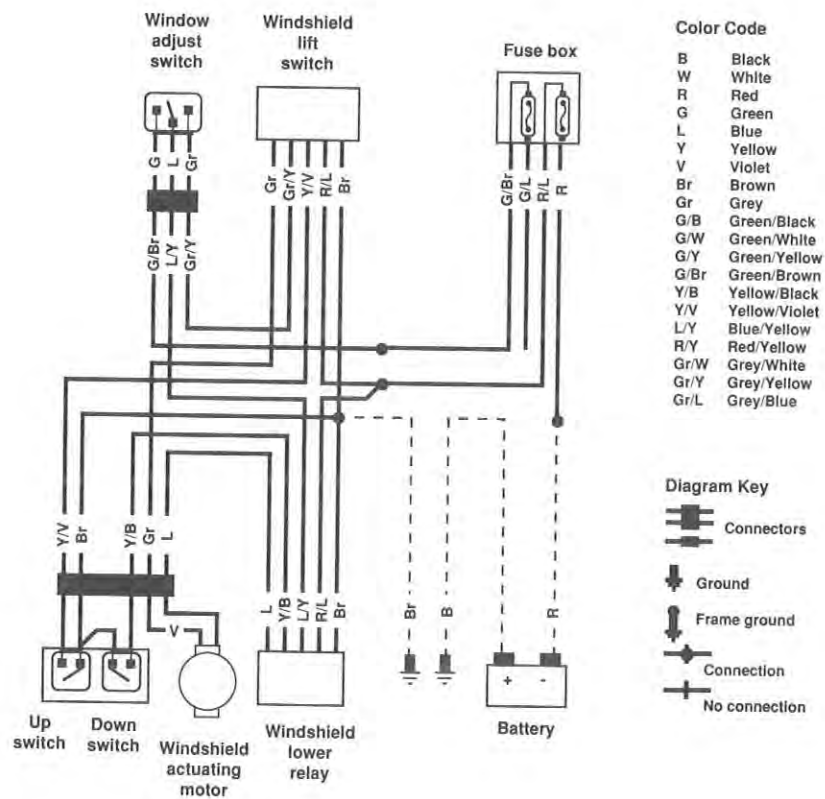 Window
adjust
switch
Windshield
lift
switch
Fuse box
G
L
Gr
G/Br
L/Y
Gr/Y
Gr
Gr/Y
Y/V
R/L
Br
G/Br
G/L
R/L
R
Color Code
B Black
W White
R Red
G Green
L Blue
Y Yellow
V Violet
Br Brown
Gr Grey
G/B Green/Black
G/W Green/White
G/Y Green/Yellow
G/Br Green/Brown
Y/B Yellow/Black
Y/V Yellow/Violet
L/Y Blue/Yellow
R/Y Red/Yellow
Gr/W Grey/White
Gr/Y Grey/Yellow
Gr/L Grey/Blue
Y/V
Br
Y/B
Gr
L
V
L
Y/B
L/Y
R/L
Br
Br
B
R
+
-
Up
switch
Down
switch
Windshield
actuating
motor
Windshield
lower
relay
Battery
Diagram Key
Connectors
Ground
Frame ground
Connection
No connection